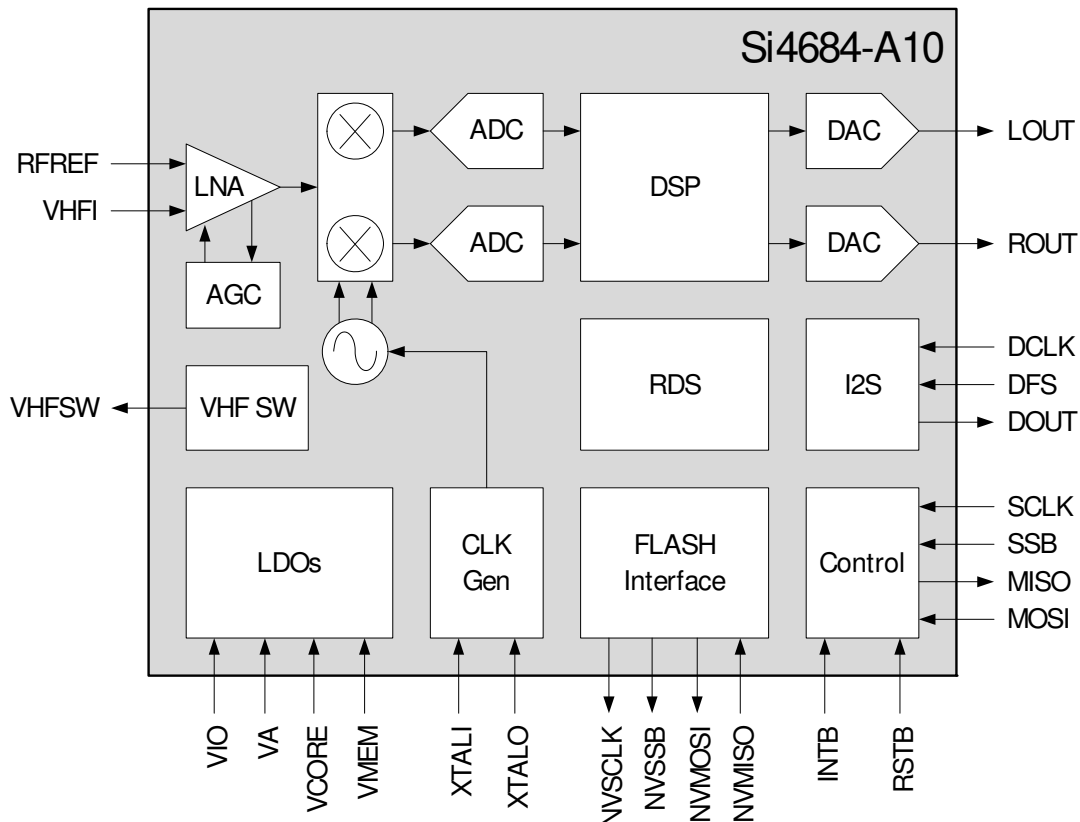 Si4684-A10
RFREF
VHFI
LNA
AGC
ADC
ADC
DSP
DAC
DAC
LOUT
ROUT
VHFSW
VHF SW
RDS
I2S
DCLK
DFS
DOUT
LDOs
CLK
Gen
FLASH
Interface
Control
SCLK
SSB
MISO
MOSI
VIO
VA
VCORE
VMEM
XTALI
XTALO
NVSCLK
NVSSB
NVMOSI
NVMISO
INTB
RSTB